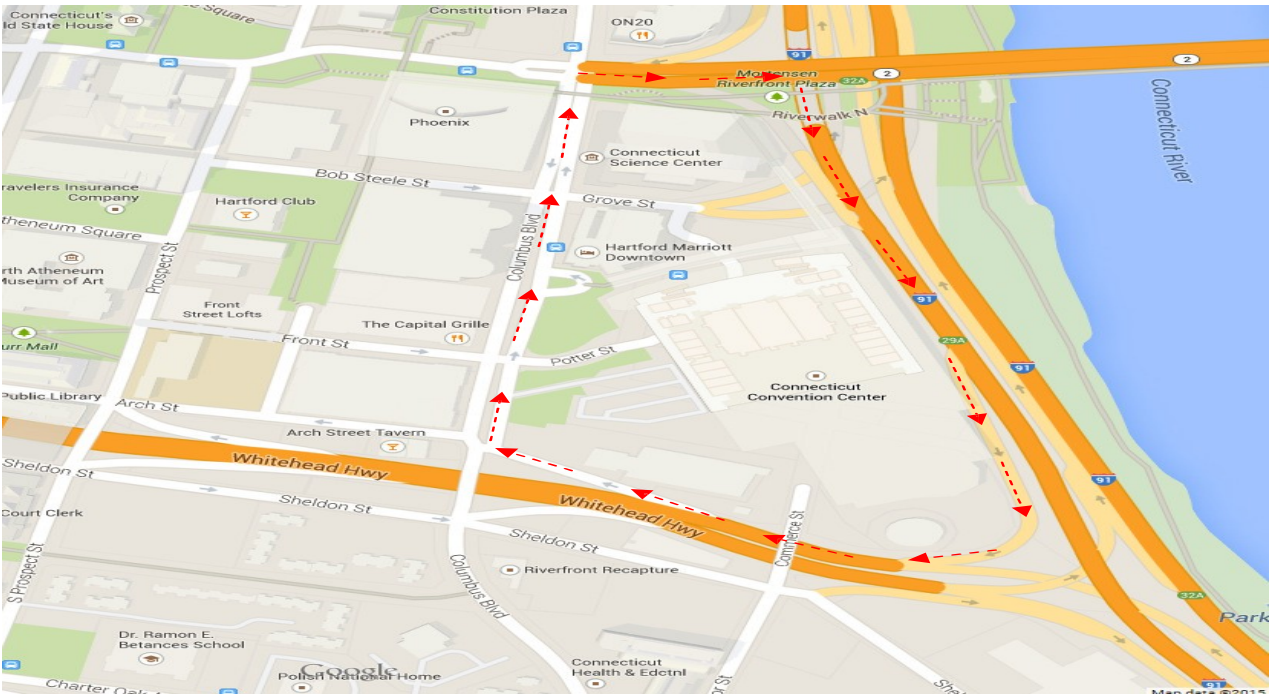 Connecticut's
ld State House
e Square
Constitution Plaza
ON20
91
2
2
32A
Mortensen
Riverfront Plaza
Riverwalk N
Connecticut River
Phoenix
Connecticut
Science Center
Bob Steele St
Grove St
ravelers Insurance
Company
Hartford Club
theneum Square
Prospect St
Columbus Blvd
Hartford Marriott
Downtown
rth Atheneum
Museum of Art
Front
Street Lofts
The Capital Grille
91
29A
urr Mall
Front St
Potter St
91
Connecticut
Convention Center
Public Library
Arch St
Arch Street Tavern
Whitehead Hwy
Sheldon St
91
Sheldon St
Whitehead Hwy
Court Clerk
Sheldon St
Commerce St
S Prospect St
Columbus Blvd
Riverfront Recapture
32A
Park
Dr. Ramon E.
Betances School
Google
Polish National Home
Connecticut
Health & Edctnl
Charter Oak A
or St
She
91
Map data ©2015